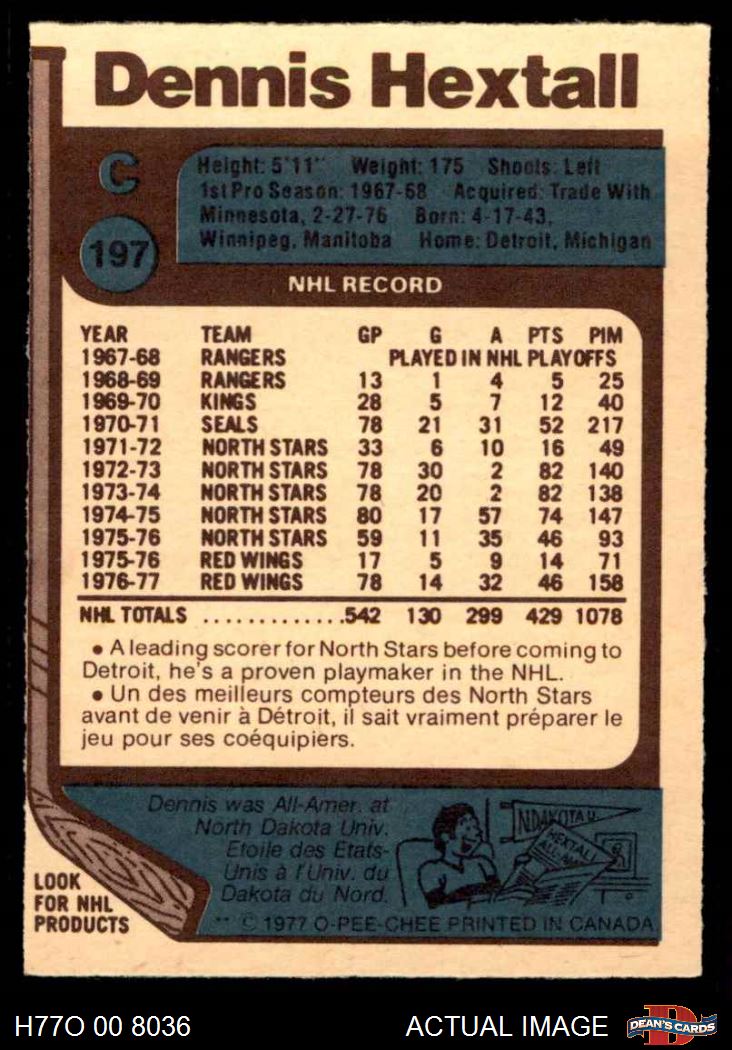 Dennis Hextall
C
197
Height: 5'11" Weight: 175 Shoots: Left
1st Pro Season: 1967-68 Acquired: Trade With
Minnesota, 2-27-76 Born: 4-17-43,
Winnipeg, Manitoba Home: Detroit, Michigan
NHL RECORD
YEAR TEAM GP G A PTS PIM
1967-68 RANGERS PLAYED IN NHL PLAYOFFS
1968-69 RANGERS 13 1 4 5 25
1969-70 KINGS 28 5 7 12 40
1970-71 SEALS 78 21 31 52 217
1971-72 NORTH STARS 33 6 10 16 49
1972-73 NORTH STARS 78 30 2 82 140
1973-74 NORTH STARS 78 20 2 82 138
1974-75 NORTH STARS 80 17 57 74 147
1975-76 NORTH STARS 59 11 35 46 93
1975-76 RED WINGS 17 5 9 14 71
1976-77 RED WINGS 78 14 32 46 158
NHL TOTALS .............542 130 299 429 1078
• A leading scorer for North Stars before coming to
Detroit, he's a proven playmaker in the NHL.
• Un des meilleurs compteurs des North Stars
avant de venir à Détroit, il sait vraiment préparer le
jeu pour ses coéquipiers.
Dennis was All-Amer. at
North Dakota Univ.
Etoile des Etats-
Unis à l'Univ. du
Dakota du Nord.
N DAKOTA U.
HEXTALL
ALL-AM
LOOK
FOR NHL
PRODUCTS
** © 1977 O-PEE-CHEE PRINTED IN CANADA
H77O 00 8036 ACTUAL IMAGE
D
DEAN'S CARDS